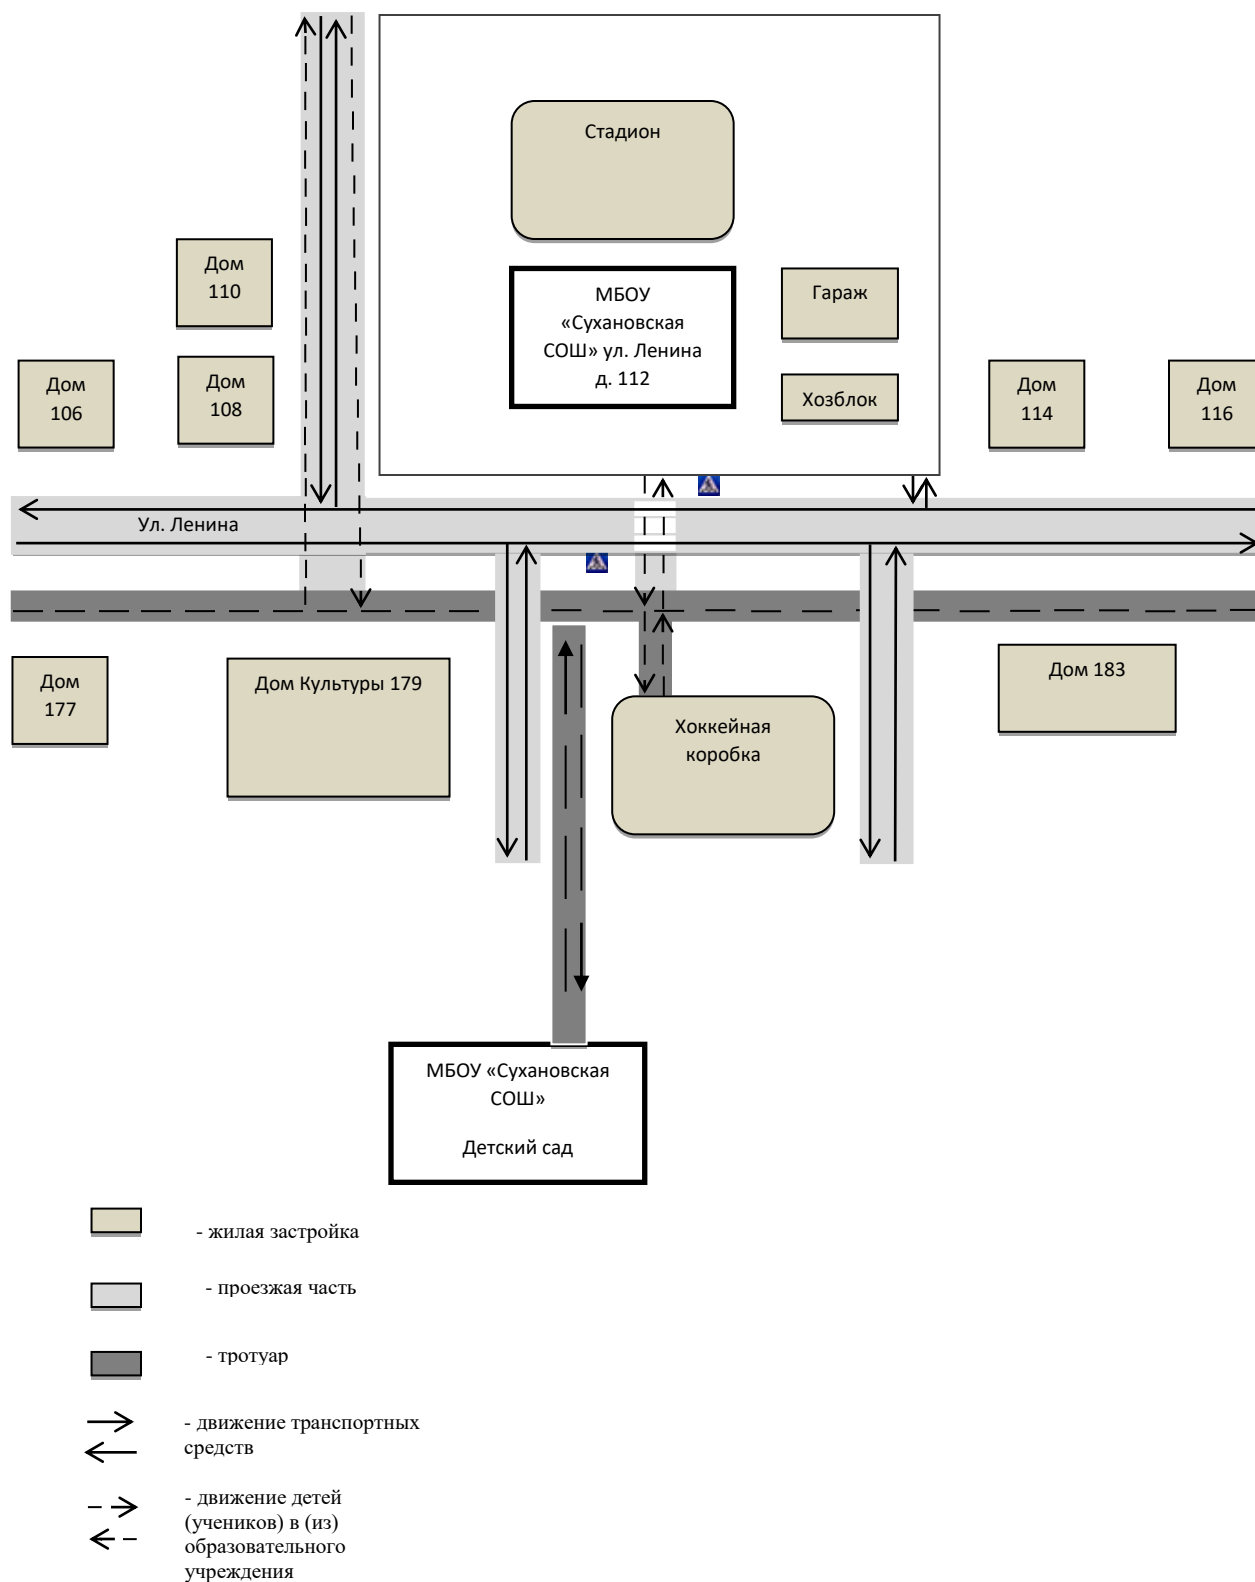 Стадион
Дом
110
МБОУ
«Сухановская
СОШ» ул. Ленина
д. 112
Гараж
Дом
106
Дом
108
Хозблок
Дом
114
Дом
116
Ул. Ленина
Дом
177
Дом Культуры 179
Хоккейная
коробка
Дом 183
МБОУ «Сухановская
СОШ»
Детский сад
- жилая застройка
- проезжая часть
- тротуар
- движение транспортных
средств
- движение детей
(учеников) в (из)
образовательного
учреждения